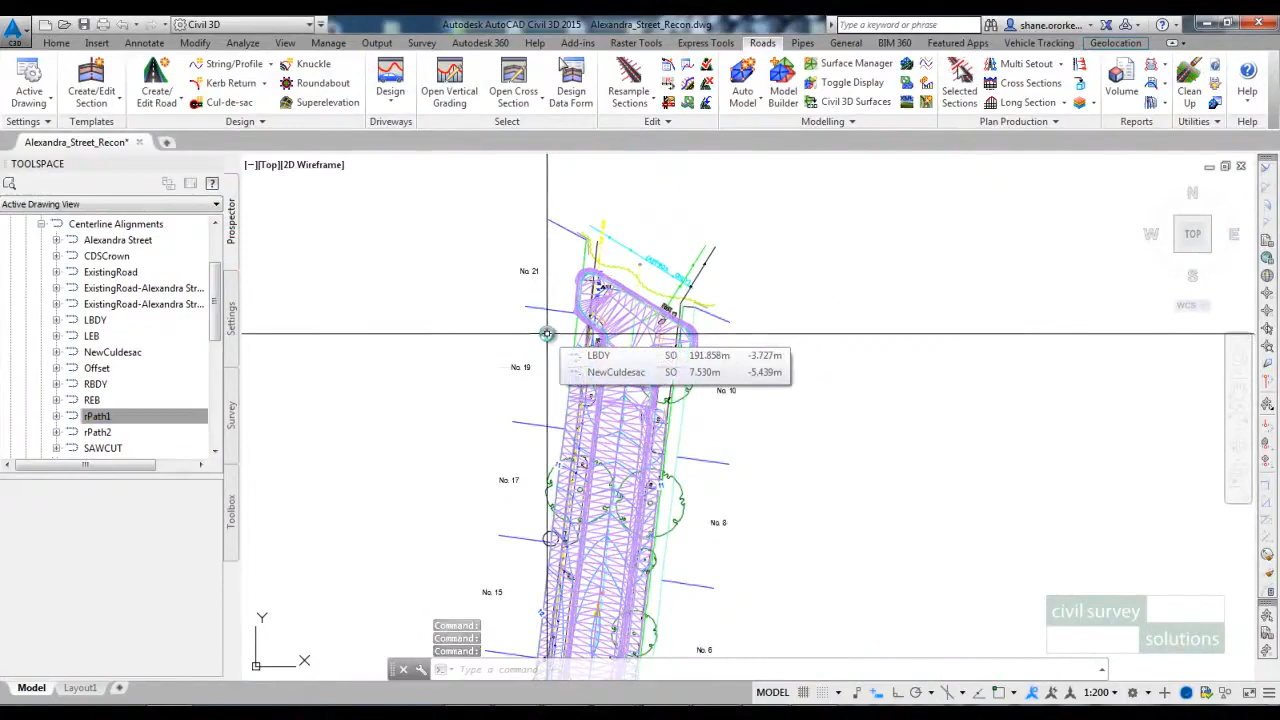 Civil 3D
Autodesk AutoCAD Civil 3D 2015 Alexandra_Street_Recon.dwg
Type a keyword or phrase
shane.ororke...
C3D
Home Insert Annotate Modify Analyze View Manage Output Survey Autodesk 360 Help Add-ins Raster Tools Express Tools Roads Pipes General BIM 360 Featured Apps Vehicle Tracking Geolocation
String/Profile Knuckle Surface Manager Multi Setout
Kerb Return Roundabout Toggle Display Cross Sections
Cul-de-sac Superelevation Civil 3D Surfaces Long Section
Active Drawing
Create/Edit Section
Create/ Edit Road
Design
Open Vertical Grading
Open Cross Section
Design Data Form
Resample Sections
Auto Model
Model Builder
Selected Sections
Volume
Clean Up
Help
Settings Templates Design Driveways Select Edit Modelling Plan Production Reports Utilities Help
Alexandra_Street_Recon*
TOOLSPACE
Active Drawing View
Prospector
Settings
Survey
Toolbox
Centerline Alignments
Alexandra Street
CDSCrown
ExistingRoad
ExistingRoad-Alexandra Str...
ExistingRoad-Alexandra Str...
LBDY
LEB
NewCuldesac
Offset
RBDY
REB
rPath1
rPath2
SAWCUT
[−][Top][2D Wireframe]
N
W TOP E
S
WCS
No. 21
LBDY SO 191.858m -3.727m
NewCuldesac SO 7.530m -5.439m
No. 19
No. 10
No. 17
No. 8
No. 15
No. 6
Y
X
Command:
Command:
Command:
Type a command
civil survey
solutions
Model Layout1
MODEL 1:200